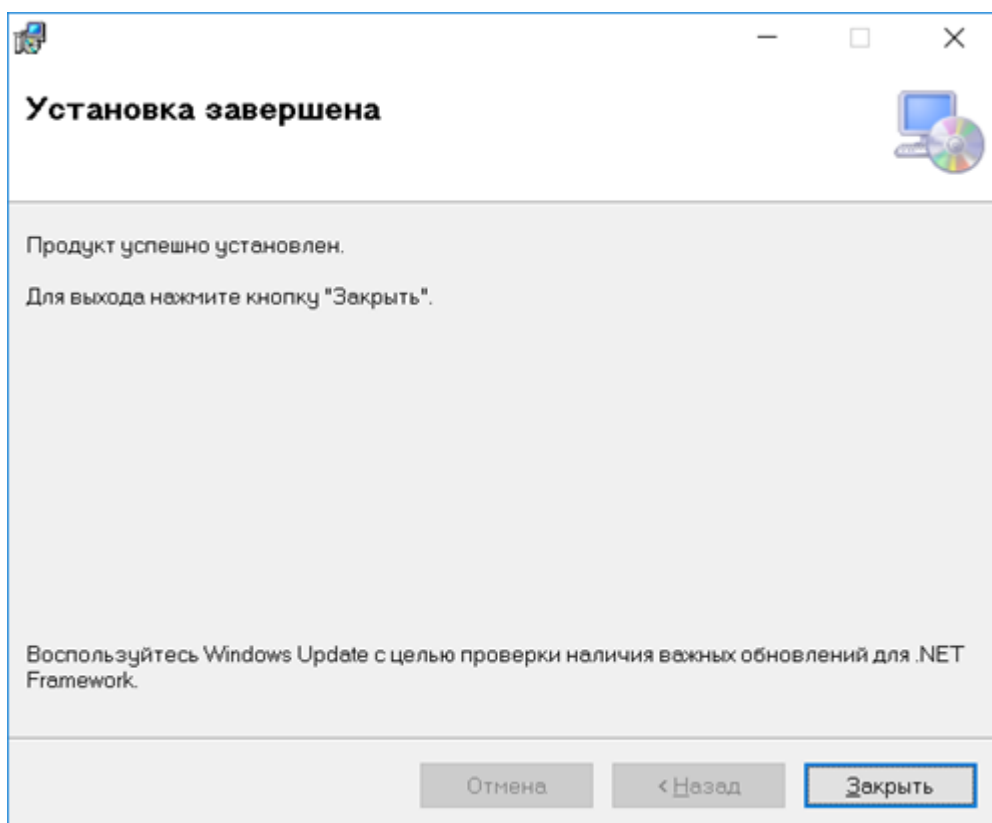 Установка завершена
Продукт успешно установлен.
Для выхода нажмите кнопку "Закрыть".
Воспользуйтесь Windows Update с целью проверки наличия важных обновлений для .NET
Framework.
Отмена
< Назад
Закрыть